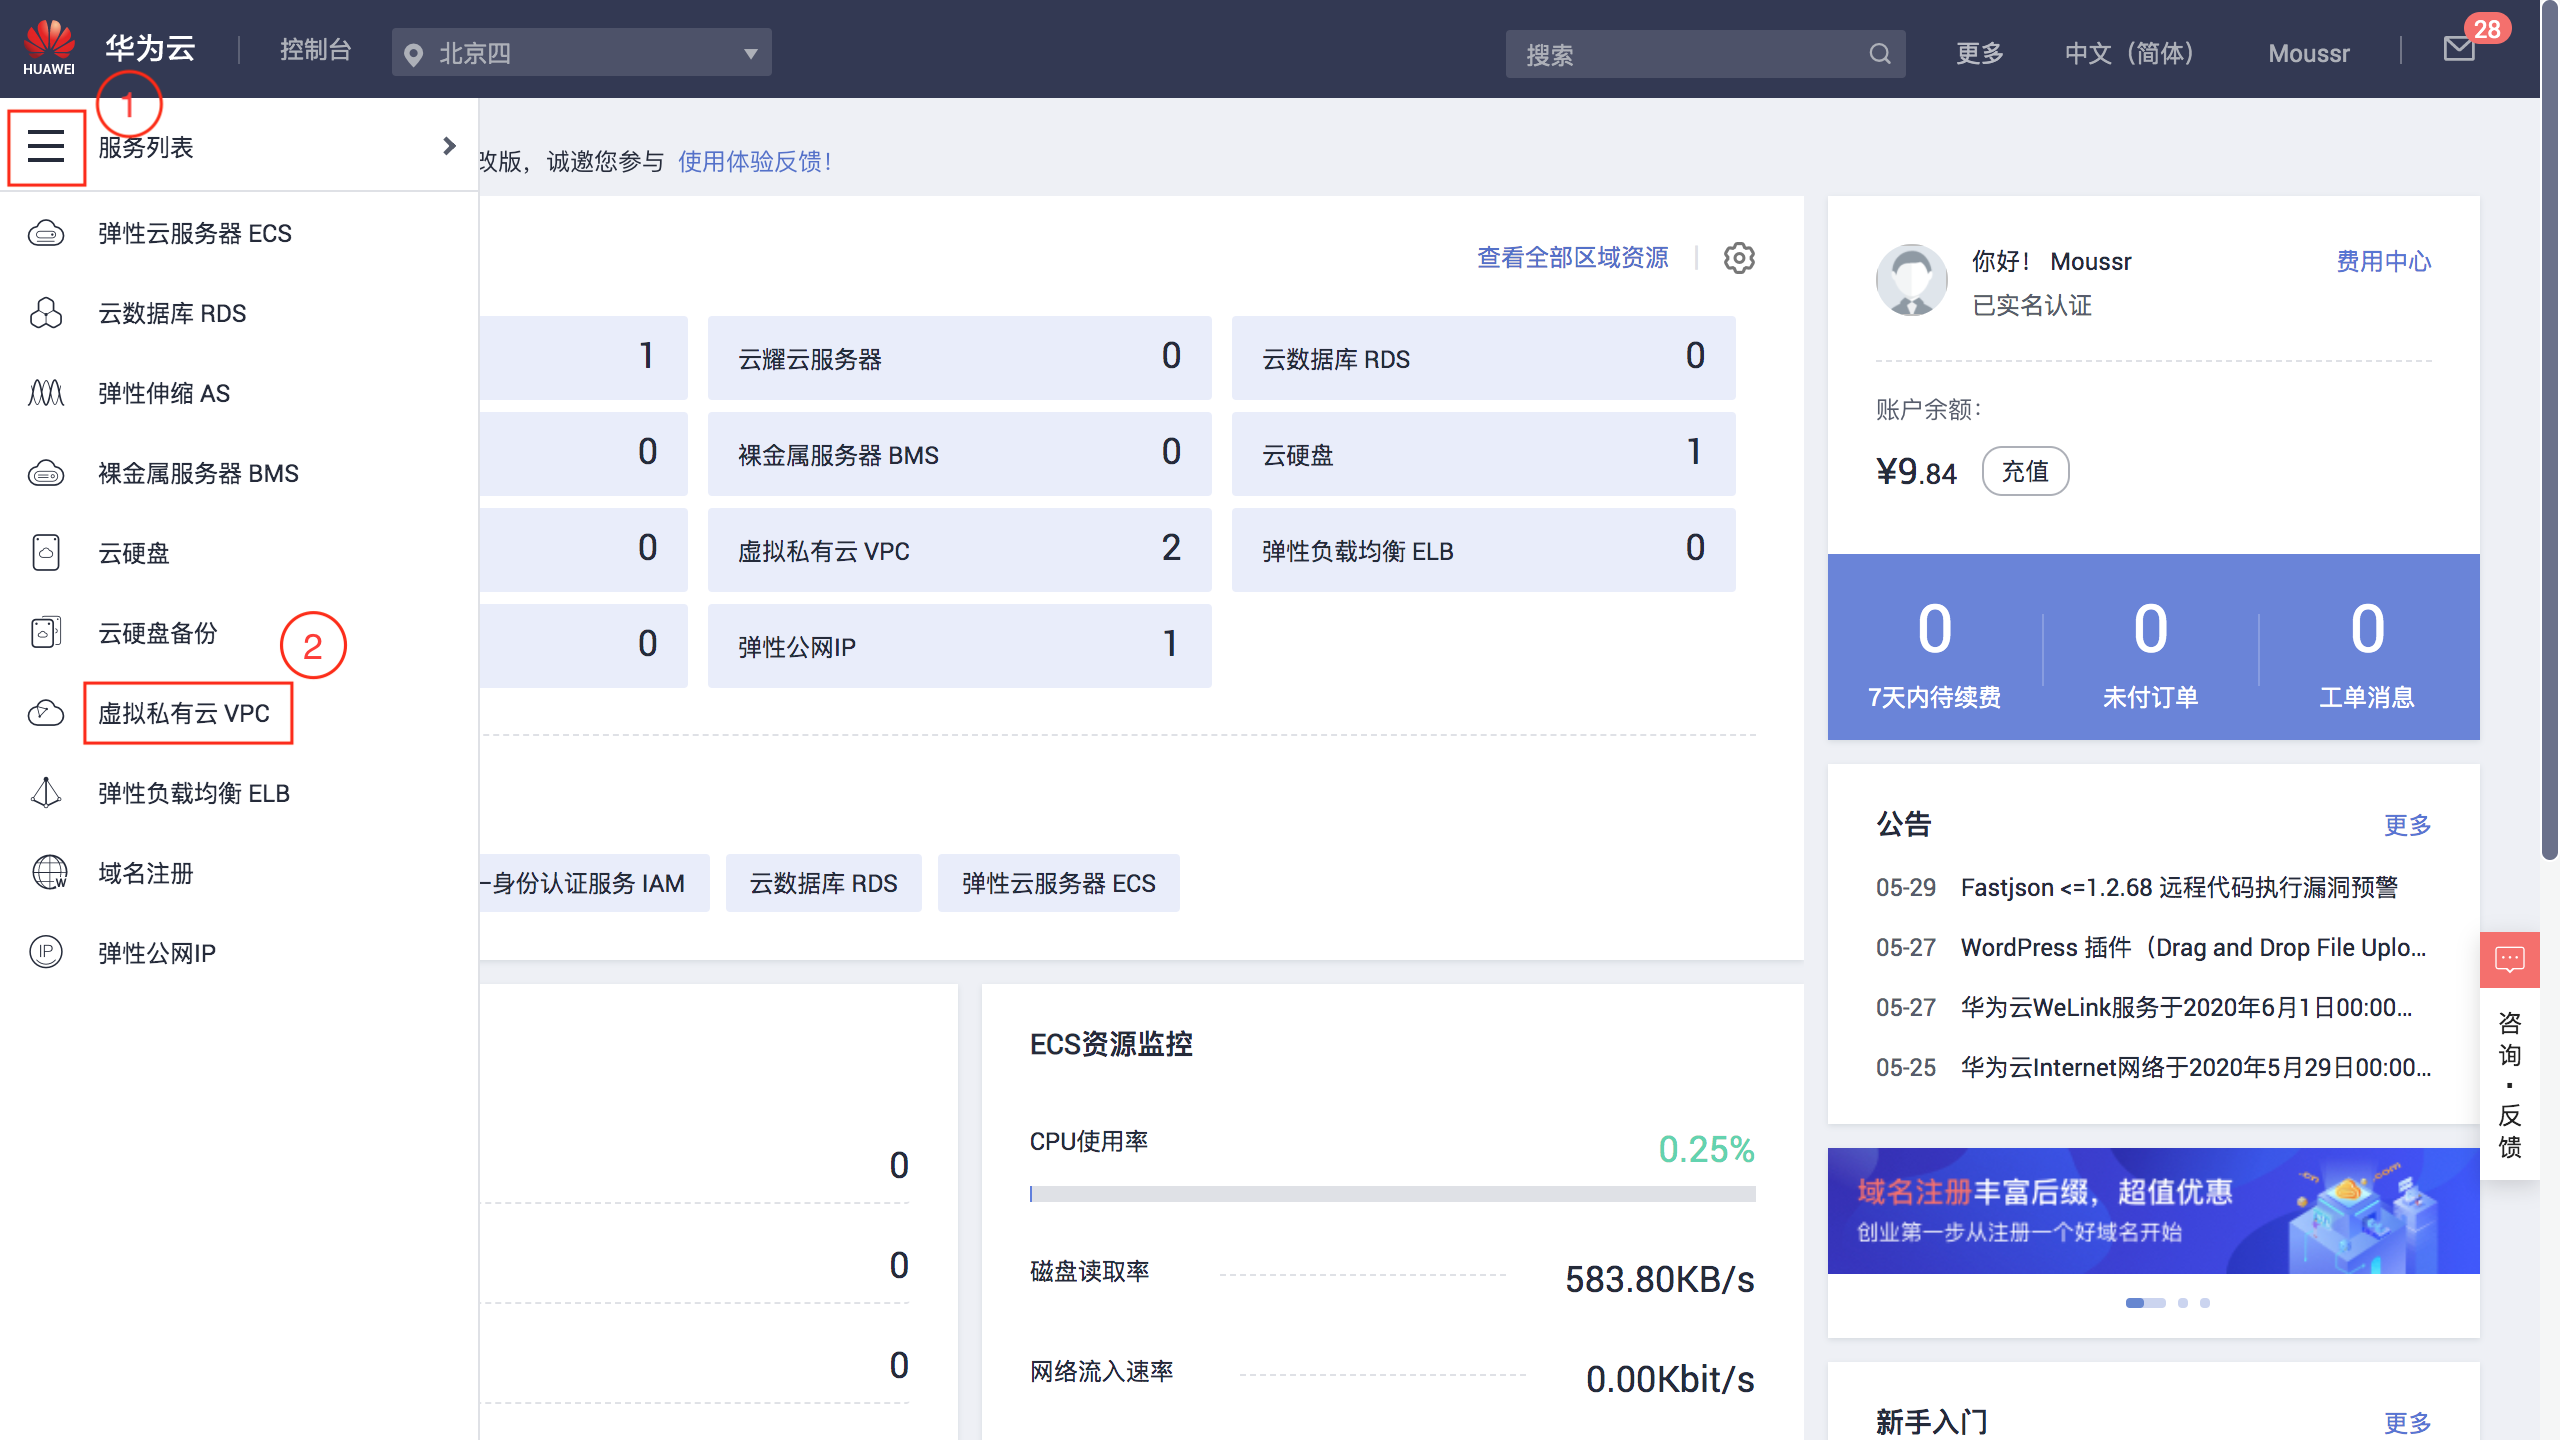 HUAWEI
华为云
控制台
北京四
搜索
更多
中文（简体）
Moussr
28
1
服务列表
改版，诚邀您参与 使用体验反馈！
弹性云服务器 ECS
云数据库 RDS
弹性伸缩 AS
裸金属服务器 BMS
云硬盘
云硬盘备份
2
虚拟私有云 VPC
弹性负载均衡 ELB
域名注册
弹性公网IP
查看全部区域资源
1
云耀云服务器 0
云数据库 RDS 0
0
裸金属服务器 BMS 0
云硬盘 1
0
虚拟私有云 VPC 2
弹性负载均衡 ELB 0
0
弹性公网IP 1
一身份认证服务 IAM
云数据库 RDS
弹性云服务器 ECS
0
0
0
ECS资源监控
CPU使用率 0.25%
磁盘读取率 583.80KB/s
网络流入速率 0.00Kbit/s
你好！ Moussr
费用中心
已实名认证
账户余额：
¥9.84 充值
0 0 0
7天内待续费 未付订单 工单消息
公告 更多
05-29 Fastjson <=1.2.68 远程代码执行漏洞预警
05-27 WordPress 插件（Drag and Drop File Uplo...
05-27 华为云WeLink服务于2020年6月1日00:00...
05-25 华为云Internet网络于2020年5月29日00:00...
域名注册丰富后缀，超值优惠
创业第一步从注册一个好域名开始
新手入门 更多
咨询·反馈